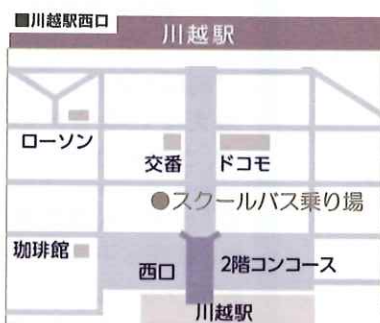 ■川越駅西口
川越駅
ローソン
交番
ドコモ
●スクールバス乗り場
珈琲館
西口
2階コンコース
川越駅